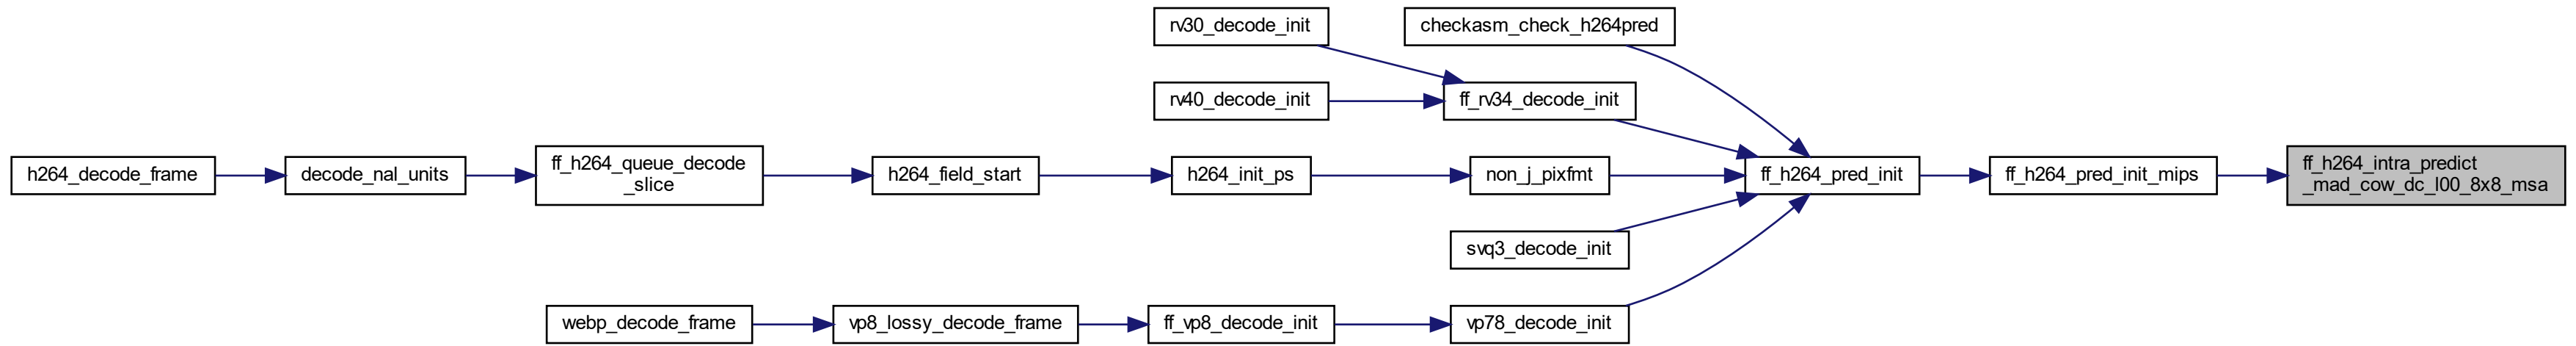 rv30_decode_init
checkasm_check_h264pred
rv40_decode_init
ff_rv34_decode_init
h264_decode_frame
decode_nal_units
ff_h264_queue_decode
_slice
h264_field_start
h264_init_ps
non_j_pixfmt
ff_h264_pred_init
ff_h264_pred_init_mips
ff_h264_intra_predict
_mad_cow_dc_l00_8x8_msa
svq3_decode_init
webp_decode_frame
vp8_lossy_decode_frame
ff_vp8_decode_init
vp78_decode_init